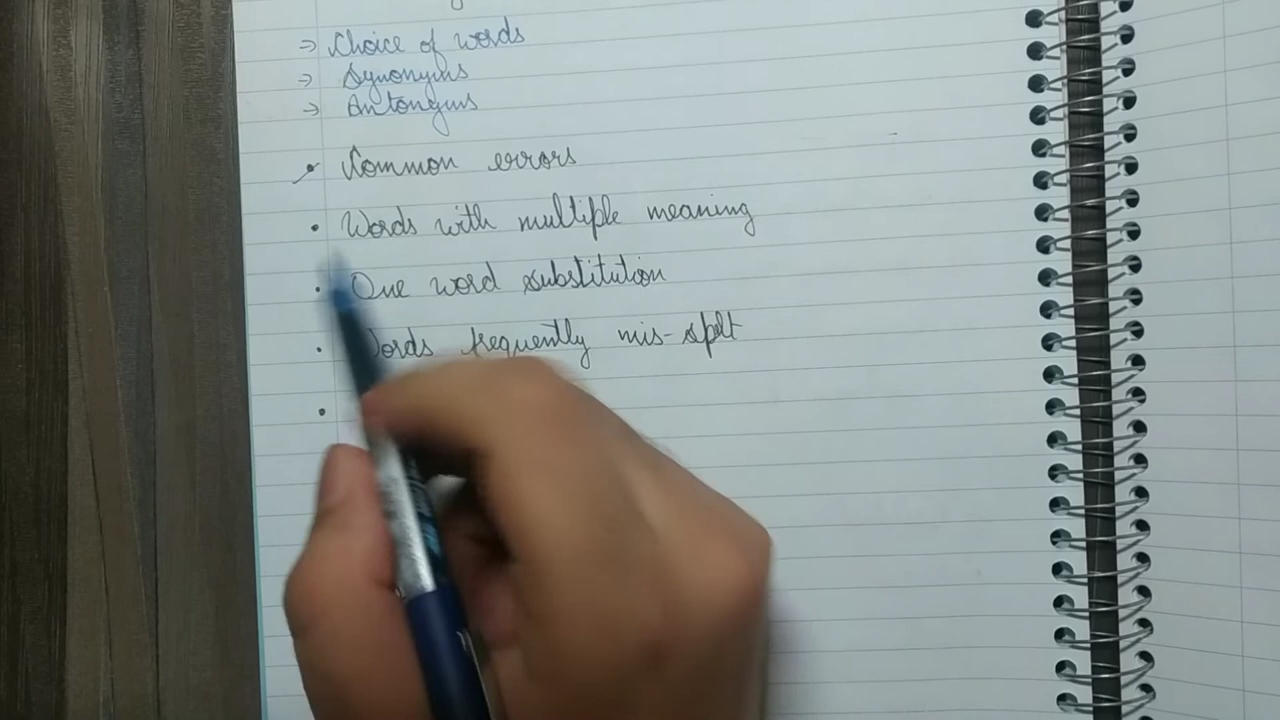 → Choice of words
→ Synonyms
→ Antonyms
• Common errors
• Words with multiple meaning
• One word substitution
• Words frequently mis-spelt
•